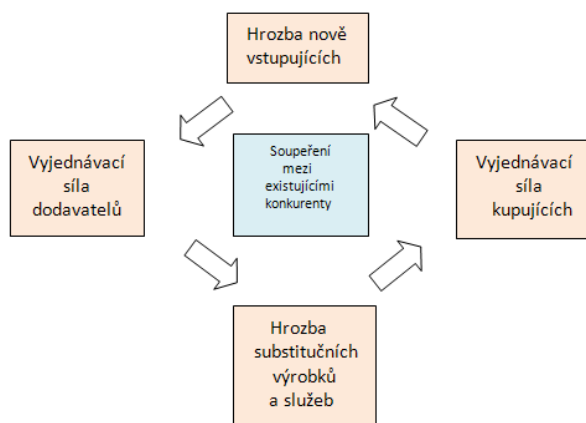 Hrozba nově
vstupujících
Vyjednávací
síla
dodavatelů
Soupeření
mezi
existujícími
konkurenty
Vyjednávací
síla
kupujících
Hrozba
substitučních
výrobků
a služeb